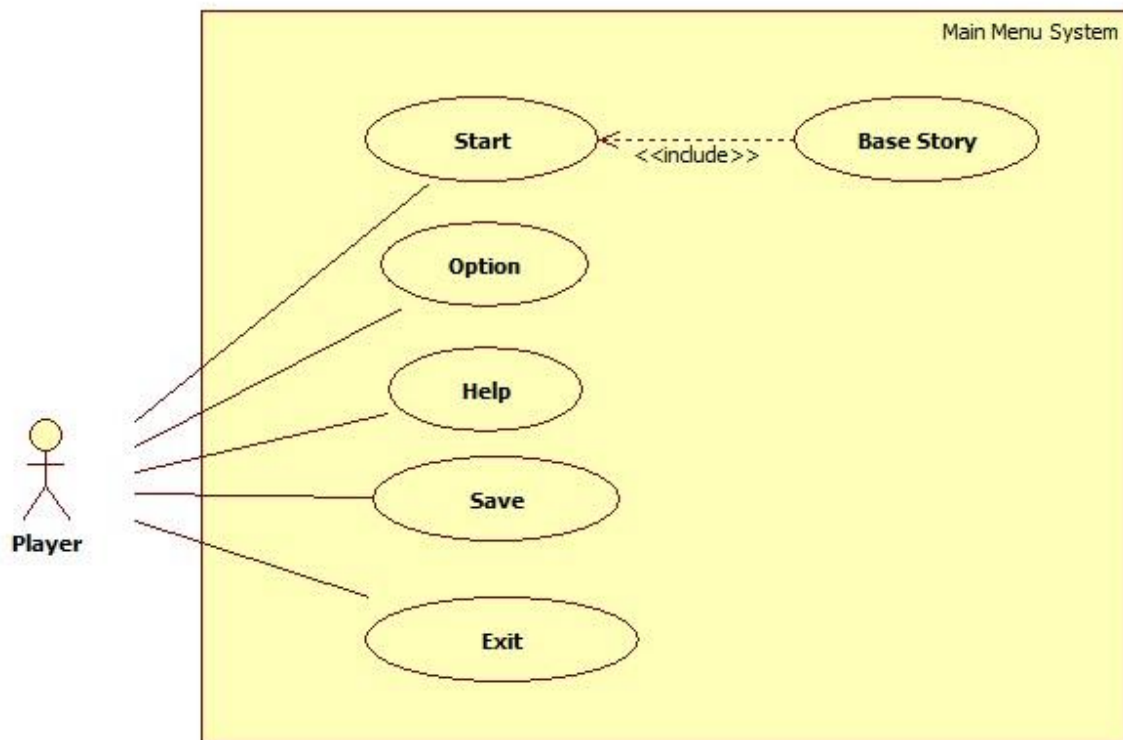 Main Menu System
Start
<<include>>
Base Story
Option
Help
Save
Player
Exit